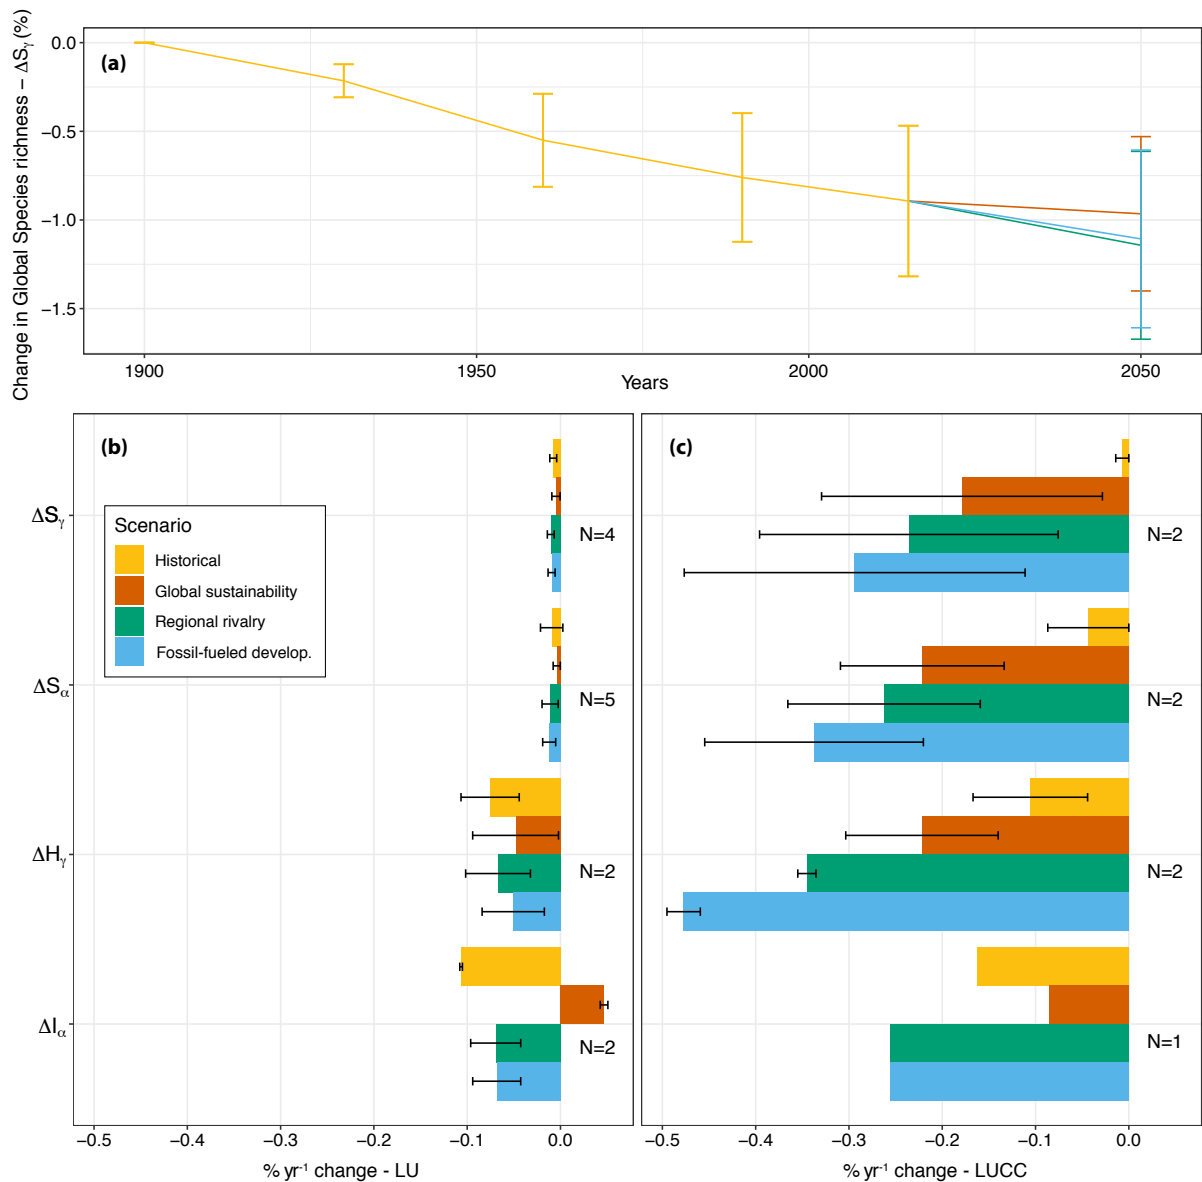 Change in Global Species richness − ΔSγ (%)
(a)
0.0
−0.5
−1.0
−1.5
1900
1950
2000
2050
Years
(b)
ΔSγ
ΔSα
ΔHγ
ΔIα
Scenario
Historical
Global sustainability
Regional rivalry
Fossil-fueled develop.
N=4
N=5
N=2
N=2
−0.5
−0.4
−0.3
−0.2
−0.1
0.0
% yr⁻¹ change - LU
(c)
N=2
N=2
N=2
N=1
−0.5
−0.4
−0.3
−0.2
−0.1
0.0
% yr⁻¹ change - LUCC